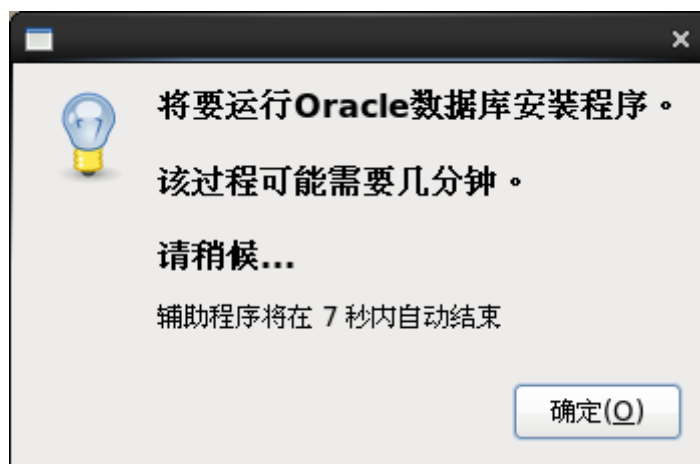 将要运行Oracle数据库安装程序。
该过程可能需要几分钟。
请稍候...
辅助程序将在 7 秒内自动结束
确定(O)